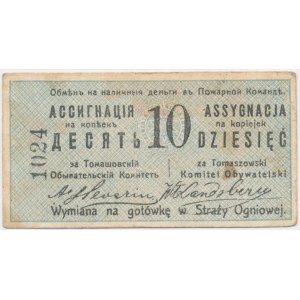 Обмѣнъ на наличныя деньги въ Пожарной Командѣ.
АССИГНАЦІЯ 10 ASSYGNACJA
на копѣекъ na kopiejek
ДЕСЯТЬ DZIESIĘĆ
1024
за Томашовскій za Tomaszowski
Обывательскій Комитетъ Komitet Obywatelski
Wymiana na gotówkę w Straży Ogniowej.